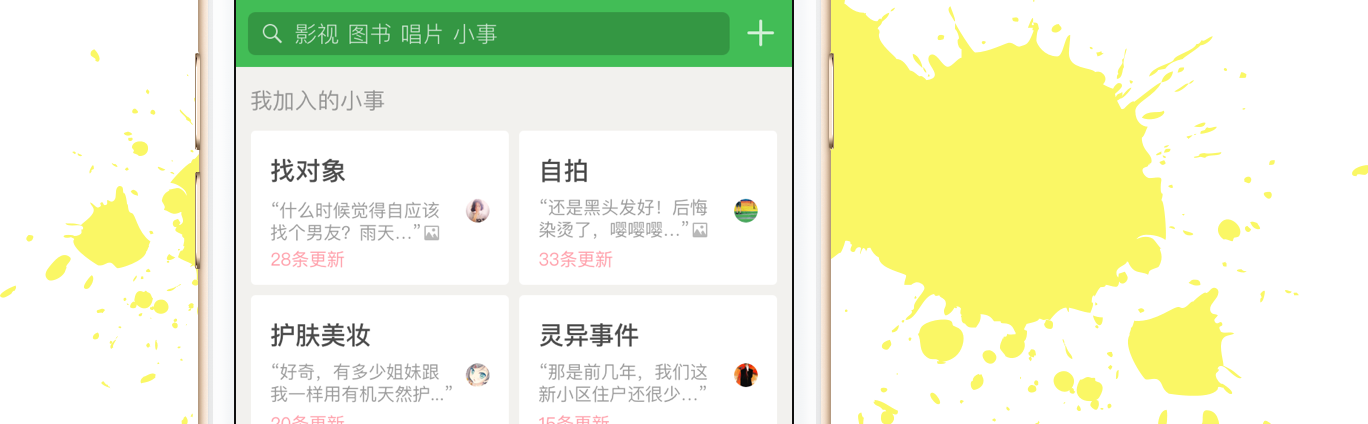 影视 图书 唱片 小事
我加入的小事
找对象
“什么时候觉得自应该
找个男友？雨天...”
28条更新
自拍
“还是黑头发好！后悔
染烫了，嘤嘤嘤...”
33条更新
护肤美妆
“好奇，有多少姐妹跟
我一样用有机天然护...”
20条更新
灵异事件
“那是前几年，我们这
新小区住户还很少...”
15条更新